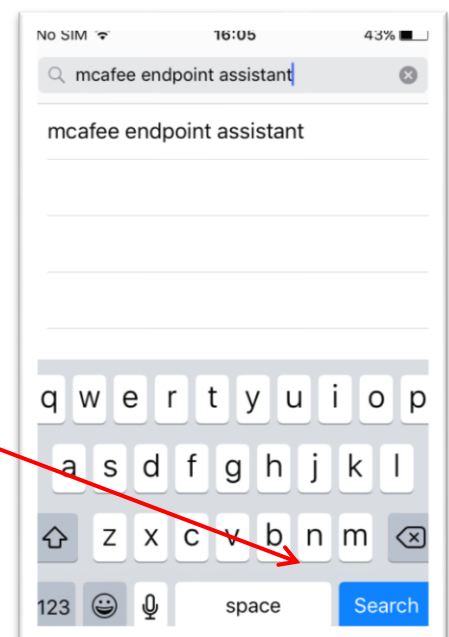 No SIM 16:05 43%
mcafee endpoint assistant
mcafee endpoint assistant
q w e r t y u i o p
a s d f g h j k l
z x c v b n m
123 space Search